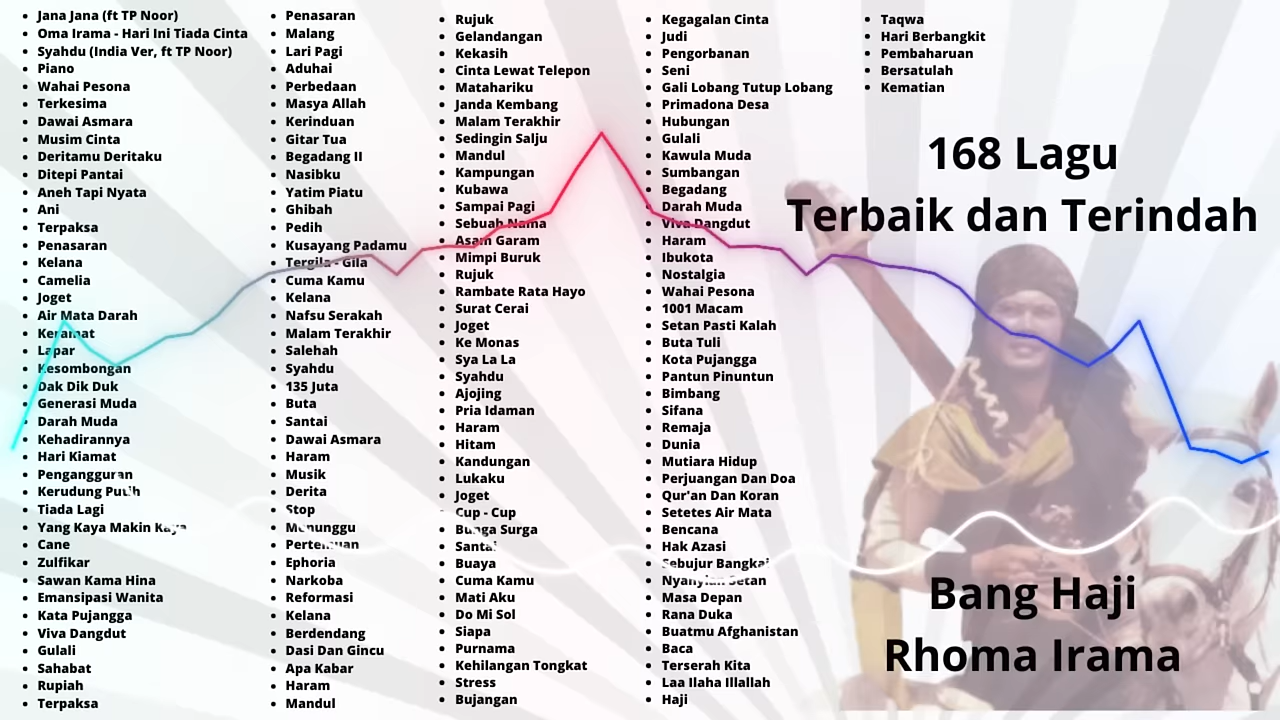 Jana Jana (ft TP Noor)
Oma Irama - Hari Ini Tiada Cinta
Syahdu (India Ver, ft TP Noor)
Piano
Wahai Pesona
Terkesima
Dawai Asmara
Musim Cinta
Deritamu Deritaku
Ditepi Pantai
Aneh Tapi Nyata
Ani
Terpaksa
Penasaran
Kelana
Camelia
Joget
Air Mata Darah
Keramat
Lapar
Kesombongan
Dak Dik Duk
Generasi Muda
Darah Muda
Kehadirannya
Hari Kiamat
Pengangguran
Kerudung Putih
Tiada Lagi
Yang Kaya Makin Kaya
Cane
Zulfikar
Sawan Kama Hina
Emansipasi Wanita
Kata Pujangga
Viva Dangdut
Gulali
Sahabat
Rupiah
Terpaksa
Penasaran
Malang
Lari Pagi
Aduhai
Perbedaan
Masya Allah
Kerinduan
Gitar Tua
Begadang II
Nasibku
Yatim Piatu
Ghibah
Pedih
Kusayang Padamu
Tergila - Gila
Cuma Kamu
Kelana
Nafsu Serakah
Malam Terakhir
Salehah
Syahdu
135 Juta
Buta
Santai
Dawai Asmara
Haram
Musik
Derita
Stop
Menunggu
Pertemuan
Ephoria
Narkoba
Reformasi
Kelana
Berdendang
Dasi Dan Gincu
Apa Kabar
Haram
Mandul
Rujuk
Gelandangan
Kekasih
Cinta Lewat Telepon
Matahariku
Janda Kembang
Malam Terakhir
Sedingin Salju
Mandul
Kampungan
Kubawa
Sampai Pagi
Sebuah Nama
Asam Garam
Mimpi Buruk
Rujuk
Rambate Rata Hayo
Surat Cerai
Joget
Ke Monas
Sya La La
Syahdu
Ajojing
Pria Idaman
Haram
Hitam
Kandungan
Lukaku
Joget
Cup - Cup
Bunga Surga
Santai
Buaya
Cuma Kamu
Mati Aku
Do Mi Sol
Siapa
Purnama
Kehilangan Tongkat
Stress
Bujangan
Kegagalan Cinta
Judi
Pengorbanan
Seni
Gali Lobang Tutup Lobang
Primadona Desa
Hubungan
Gulali
Kawula Muda
Sumbangan
Begadang
Darah Muda
Viva Dangdut
Haram
Ibukota
Nostalgia
Wahai Pesona
1001 Macam
Setan Pasti Kalah
Buta Tuli
Kota Pujangga
Pantun Pinuntun
Bimbang
Sifana
Remaja
Dunia
Mutiara Hidup
Perjuangan Dan Doa
Qur'an Dan Koran
Setetes Air Mata
Bencana
Hak Azasi
Sebujur Bangkai
Nyanyian Setan
Masa Depan
Rana Duka
Buatmu Afghanistan
Baca
Terserah Kita
Laa Ilaha Illallah
Haji
Taqwa
Hari Berbangkit
Pembaharuan
Bersatulah
Kematian
168 Lagu
Terbaik dan Terindah
Bang Haji
Rhoma Irama